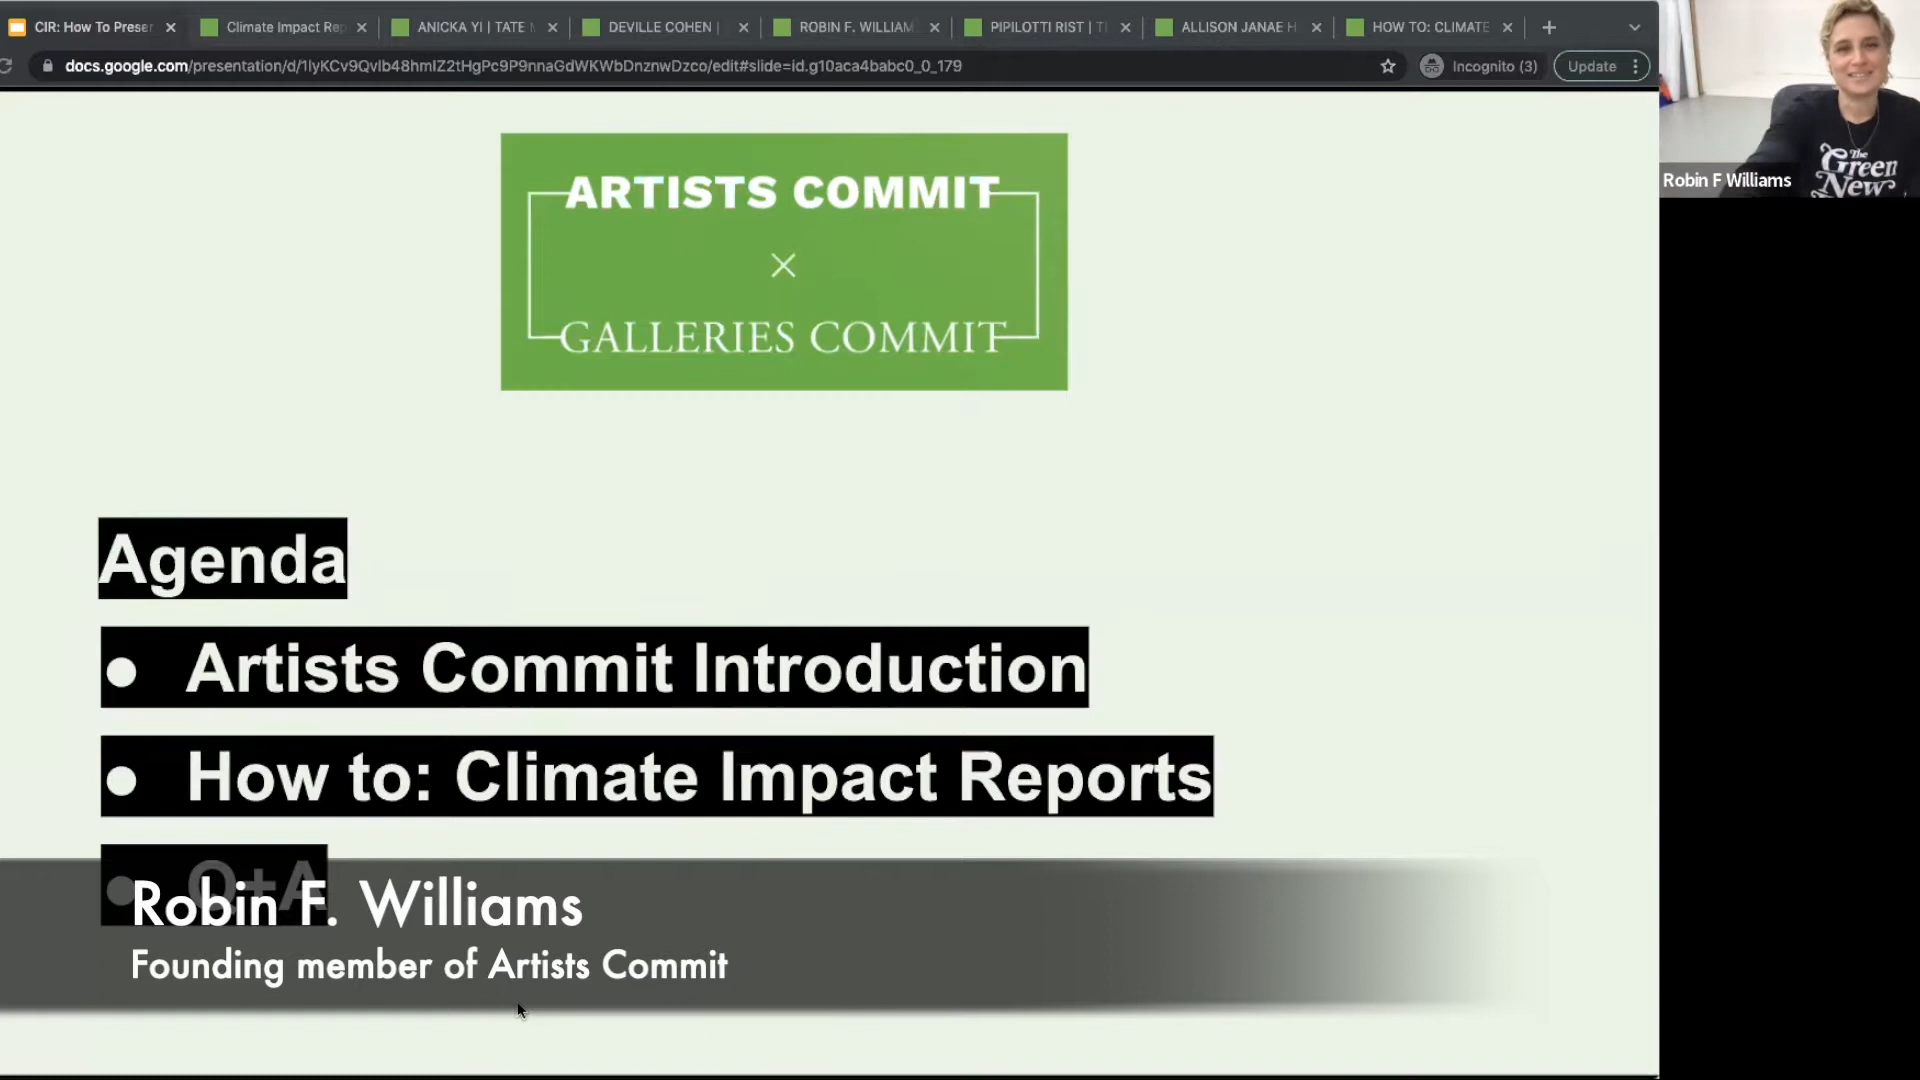 CIR: How To Preser
Climate Impact Rep
ANICKA YI | TATE
DEVILLE COHEN |
ROBIN F. WILLIAM
PIPILOTTI RIST | T
ALLISON JANAE H
HOW TO: CLIMATE
docs.google.com/presentation/d/1lyKCv9Qvlb48hmIZ2tHgPc9P9nnaGdWKWbDnznwDzco/edit#slide=id.g10aca4babc0_0_179
Incognito (3)
Update
The
Green
New
Robin F Williams
ARTISTS COMMIT
×
GALLERIES COMMIT
Agenda
● Artists Commit Introduction
● How to: Climate Impact Reports
● Q+A
Robin F. Williams
Founding member of Artists Commit